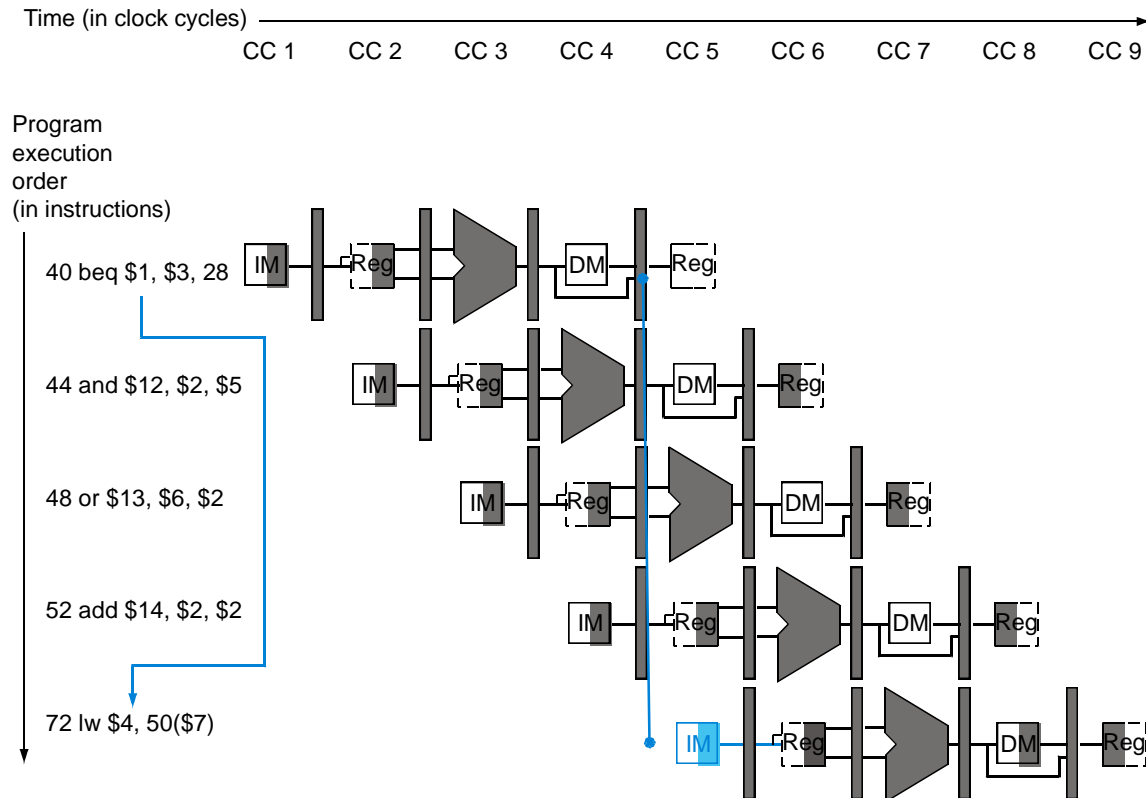 Time (in clock cycles)
CC 1 CC 2 CC 3 CC 4 CC 5 CC 6 CC 7 CC 8 CC 9
Program
execution
order
(in instructions)
40 beq $1, $3, 28
IM Reg DM Reg
44 and $12, $2, $5
IM Reg DM Reg
48 or $13, $6, $2
IM Reg DM Reg
52 add $14, $2, $2
IM Reg DM Reg
72 lw $4, 50($7)
IM Reg DM Reg